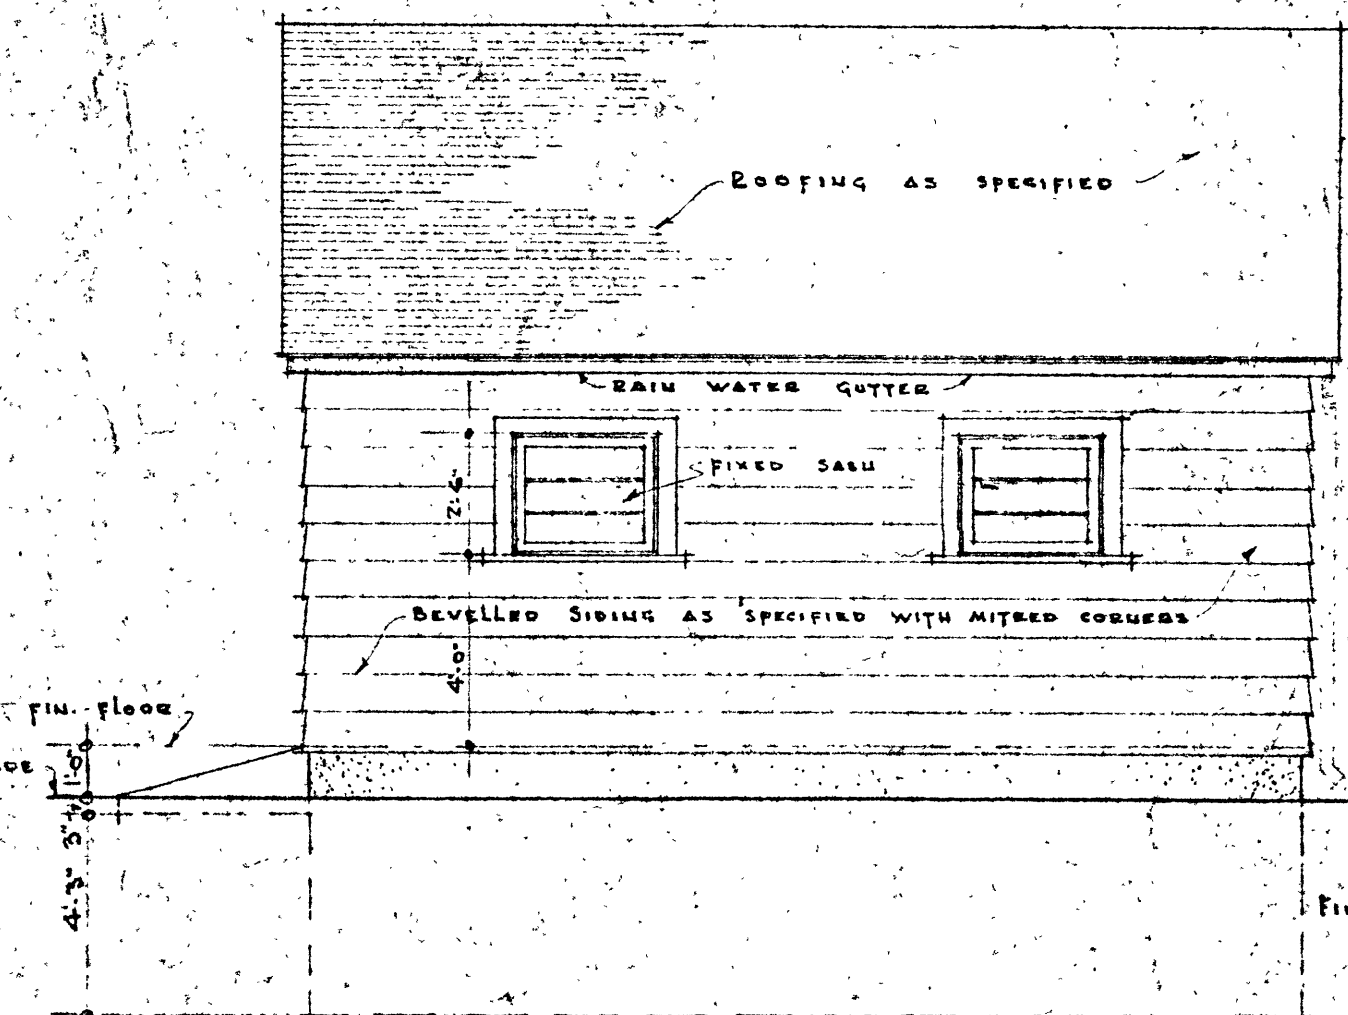 ROOFING AS SPECIFIED
RAIN WATER GUTTER
FIXED SASH
2'-6"
BEVELLED SIDING AS SPECIFIED WITH MITRED CORNERS
4'-0"
FIN. FLOOR
1'-0"
3"
4'-3"